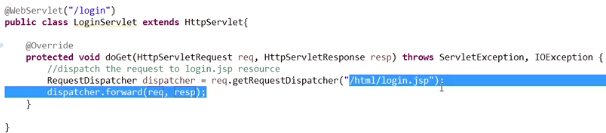 @WebServlet("/login")
public class LoginServlet extends HttpServlet{
@Override
protected void doGet(HttpServletRequest req, HttpServletResponse resp) throws ServletException, IOException {
//dispatch the request to login.jsp resource
RequestDispatcher dispatcher = req.getRequestDispatcher("/html/login.jsp");
dispatcher.forward(req, resp);
}
}